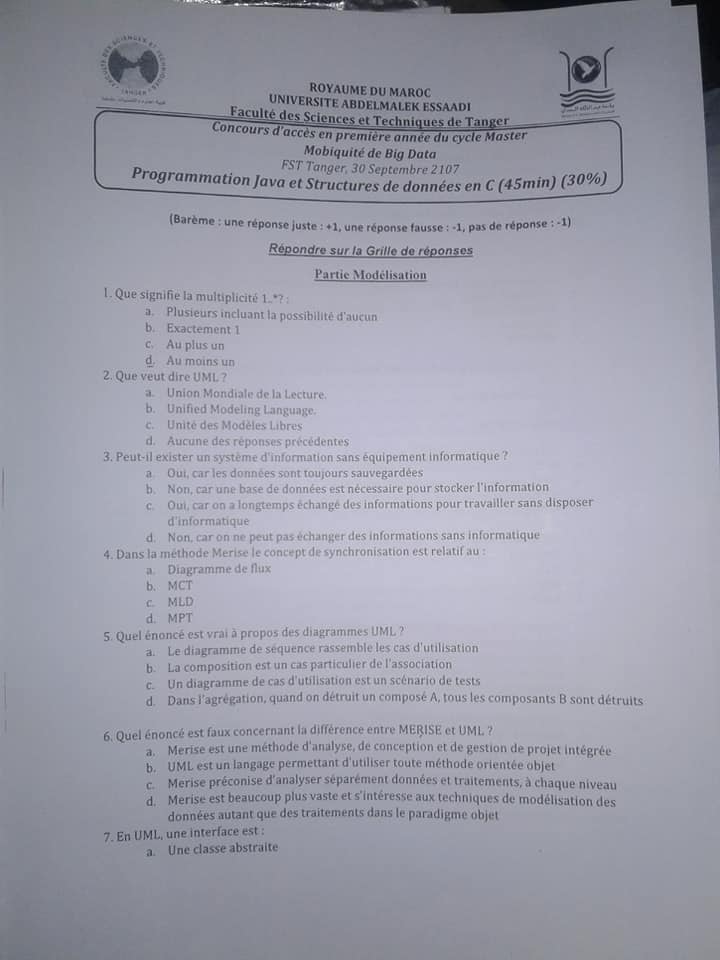 ROYAUME DU MAROC
UNIVERSITE ABDELMALEK ESSAADI
Faculté des Sciences et Techniques de Tanger
Concours d'accès en première année du cycle Master
Mobiquité de Big Data
FST Tanger, 30 Septembre 2107
Programmation Java et Structures de données en C (45min) (30%)
(Barème : une réponse juste : +1, une réponse fausse : -1, pas de réponse : -1)
Répondre sur la Grille de réponses
Partie Modélisation
1. Que signifie la multiplicité 1..*? :
a. Plusieurs incluant la possibilité d'aucun
b. Exactement 1
c. Au plus un
d. Au moins un
2. Que veut dire UML ?
a. Union Mondiale de la Lecture.
b. Unified Modeling Language.
c. Unité des Modèles Libres
d. Aucune des réponses précédentes
3. Peut-il exister un système d'information sans équipement informatique ?
a. Oui, car les données sont toujours sauvegardées
b. Non, car une base de données est nécessaire pour stocker l'information
c. Oui, car on a longtemps échangé des informations pour travailler sans disposer
d'informatique
d. Non, car on ne peut pas échanger des informations sans informatique
4. Dans la méthode Merise le concept de synchronisation est relatif au :
a. Diagramme de flux
b. MCT
c. MLD
d. MPT
5. Quel énoncé est vrai à propos des diagrammes UML ?
a. Le diagramme de séquence rassemble les cas d'utilisation
b. La composition est un cas particulier de l'association
c. Un diagramme de cas d'utilisation est un scénario de tests
d. Dans l'agrégation, quand on détruit un composé A, tous les composants B sont détruits
6. Quel énoncé est faux concernant la différence entre MERISE et UML ?
a. Merise est une méthode d'analyse, de conception et de gestion de projet intégrée
b. UML est un langage permettant d'utiliser toute méthode orientée objet
c. Merise préconise d'analyser séparément données et traitements, à chaque niveau
d. Merise est beaucoup plus vaste et s'intéresse aux techniques de modélisation des
données autant que des traitements dans le paradigme objet
7. En UML, une interface est :
a. Une classe abstraite